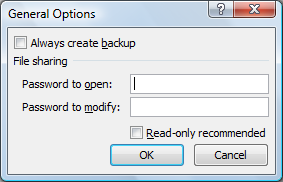 General Options
Always create backup
File sharing
Password to open:
Password to modify:
Read-only recommended
OK
Cancel